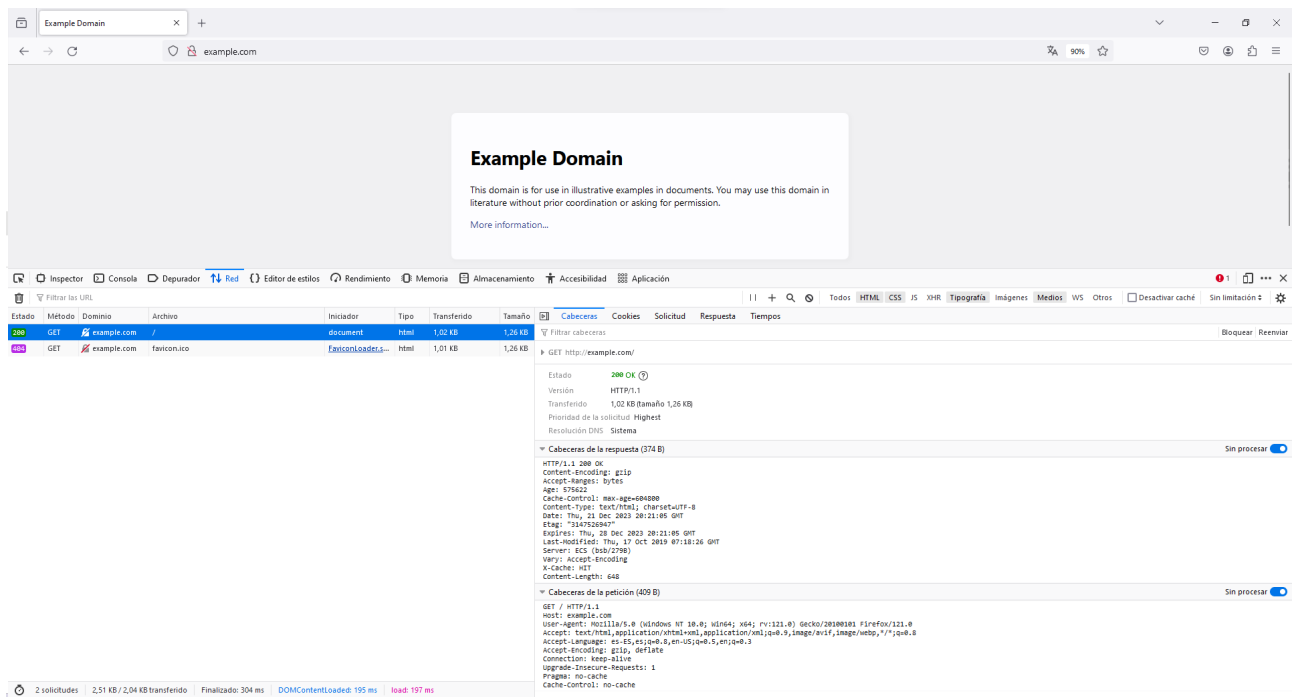 Example Domain
example.com
90%
Example Domain
This domain is for use in illustrative examples in documents. You may use this domain in
literature without prior coordination or asking for permission.
More information...
Inspector Consola Depurador Red Editor de estilos Rendimiento Memoria Almacenamiento Accesibilidad Aplicación 1
Filtrar las URL
Todos HTML CSS JS XHR Tipografía Imágenes Medios WS Otros Desactivar caché Sin limitación
Estado Método Dominio Archivo Iniciador Tipo Transferido Tamaño
200 GET example.com / document html 1,02 KB 1,26 KB
404 GET example.com favicon.ico FaviconLoader.s... html 1,01 KB 1,26 KB
Cabeceras Cookies Solicitud Respuesta Tiempos
Filtrar cabeceras Bloquear Reenviar
GET http://example.com/
Estado 200 OK ?
Versión HTTP/1.1
Transferido 1,02 KB (tamaño 1,26 KB)
Prioridad de la solicitud Highest
Resolución DNS Sistema
Cabeceras de la respuesta (374 B) Sin procesar
HTTP/1.1 200 OK
Content-Encoding: gzip
Accept-Ranges: bytes
Age: 575622
Cache-Control: max-age=604800
Content-Type: text/html; charset=UTF-8
Date: Thu, 21 Dec 2023 20:21:05 GMT
Etag: "3147526947"
Expires: Thu, 28 Dec 2023 20:21:05 GMT
Last-Modified: Thu, 17 Oct 2019 07:18:26 GMT
Server: ECS (bsb/279B)
Vary: Accept-Encoding
X-Cache: HIT
Content-Length: 648
Cabeceras de la petición (409 B) Sin procesar
GET / HTTP/1.1
Host: example.com
User-Agent: Mozilla/5.0 (Windows NT 10.0; Win64; x64; rv:121.0) Gecko/20100101 Firefox/121.0
Accept: text/html,application/xhtml+xml,application/xml;q=0.9,image/avif,image/webp,*/*;q=0.8
Accept-Language: es-ES,es;q=0.8,en-US;q=0.5,en;q=0.3
Accept-Encoding: gzip, deflate
Connection: keep-alive
Upgrade-Insecure-Requests: 1
Pragma: no-cache
Cache-Control: no-cache
2 solicitudes 2,51 KB / 2,04 KB transferido Finalizado: 304 ms DOMContentLoaded: 195 ms load: 197 ms